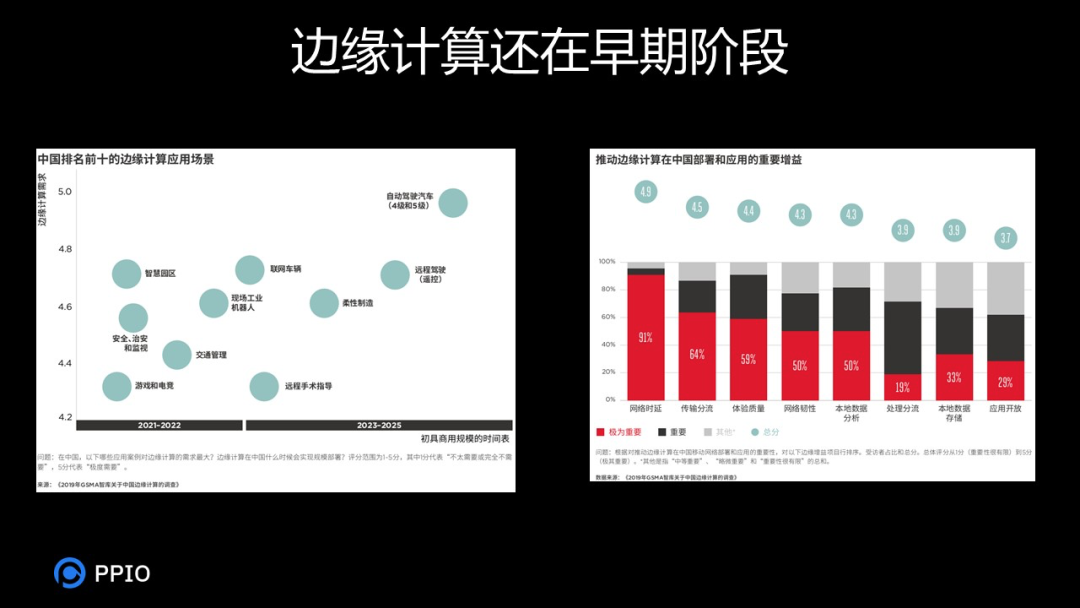 边缘计算还在早期阶段
中国排名前十的边缘计算应用场景
边缘计算需求
5.0
4.8
4.6
4.4
4.2
自动驾驶汽车
（4级和5级）
智慧园区
联网车辆
远程驾驶
（遥控）
现场工业
机器人
柔性制造
安全、治安
和监视
交通管理
游戏和电竞
远程手术指导
2021-2022
2023-2025
初具商用规模的时间表
问题：在中国，以下哪些应用案例对边缘计算的需求最大？边缘计算在中国什么时候会实现规模部署？评分范围为1-5分，其中1分代表“不太需要或完全不需
要”，5分代表“极度需要”。
来源：《2019年GSMA智库关于中国边缘计算的调查》
推动边缘计算在中国部署和应用的重要增益
4.9
4.5
4.4
4.3
4.3
3.9
3.9
3.7
100%
80%
60%
40%
20%
0%
91%
64%
59%
50%
50%
19%
33%
29%
网络时延
传输分流
体验质量
网络韧性
本地数据
分析
处理分流
本地数据
存储
应用开放
极为重要
重要
其他*
总分
问题：根据对推动边缘计算在中国移动网络部署和应用的重要性，对以下边缘增益项目行排序。受访者占比和总分。总体评分从1分（重要性很有限）到5分
（极其重要）。*其他是指“中等重要”、“略微重要”和“重要性很有限”的总和。
数据来源：《2019年GSMA智库关于中国边缘计算的调查》
PPIO